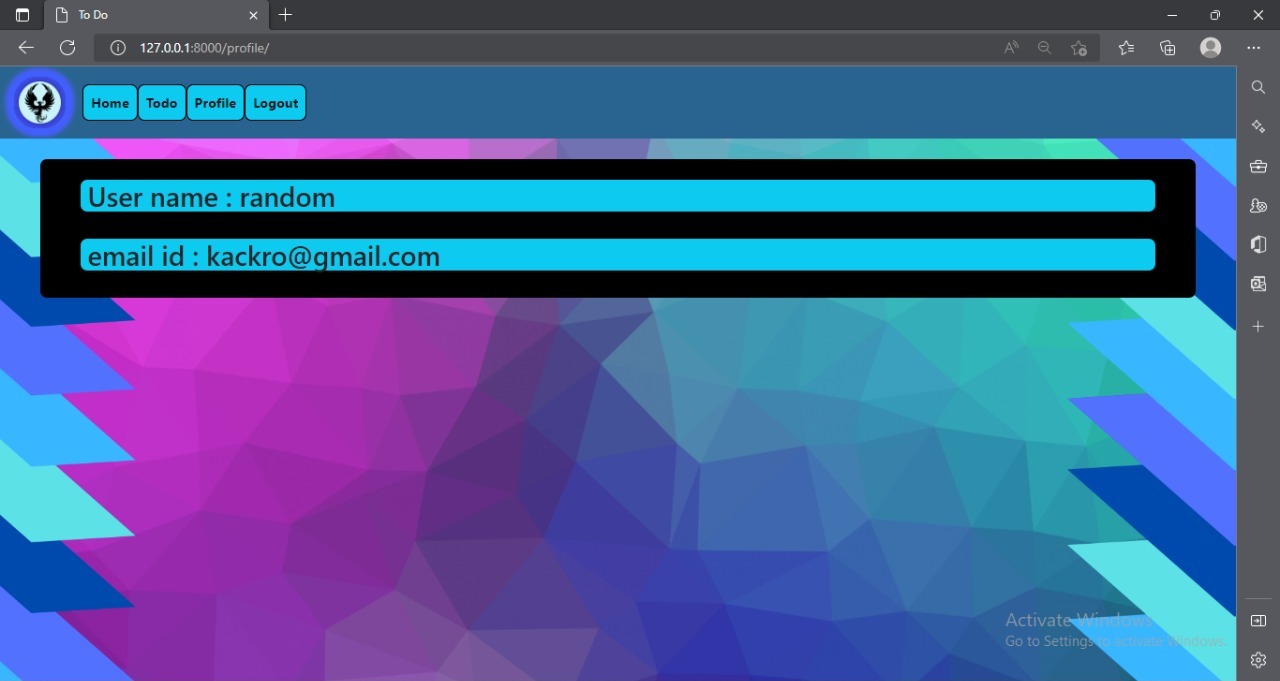 To Do
127.0.0.1:8000/profile/
Home Todo Profile Logout
User name : random
email id : kackro@gmail.com
Activate Windows
Go to Settings to activate Windows.